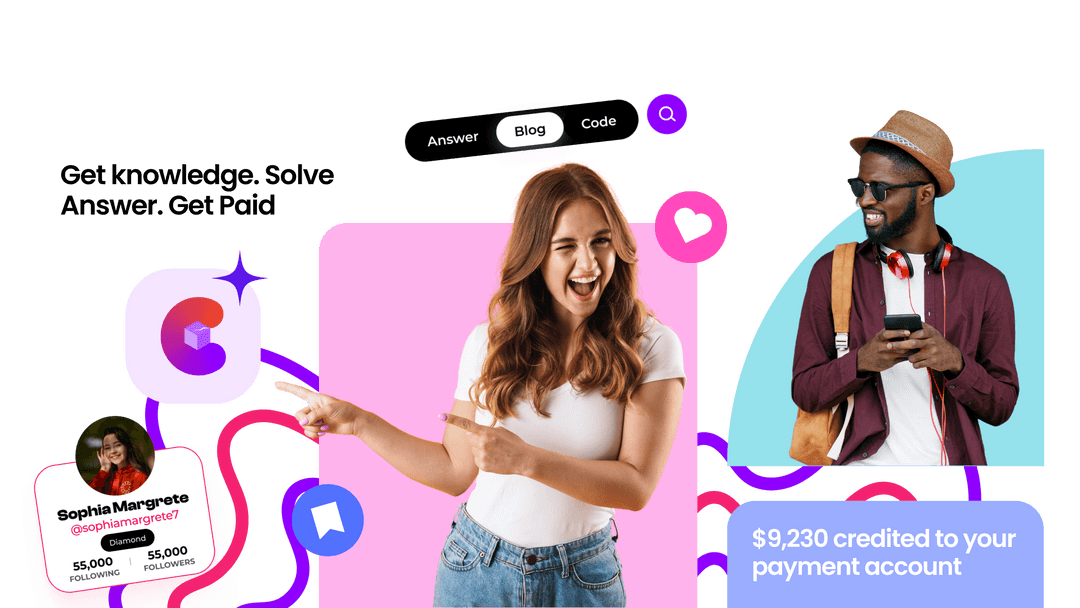 Answer
Blog
Code
Get knowledge. Solve
Answer. Get Paid
Sophia Margrete
@sophiamargrete7
Diamond
55,000
FOLLOWING
55,000
FOLLOWERS
$9,230 credited to your
payment account